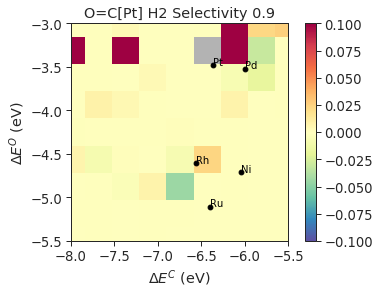 O=C[Pt] H2 Selectivity 0.9
−3.0
−3.5
−4.0
−4.5
−5.0
−5.5
ΔE^O (eV)
Pt
Pd
Rh
Ni
Ru
−8.0 −7.5 −7.0 −6.5 −6.0 −5.5
ΔE^C (eV)
0.100
0.075
0.050
0.025
0.000
−0.025
−0.050
−0.075
−0.100